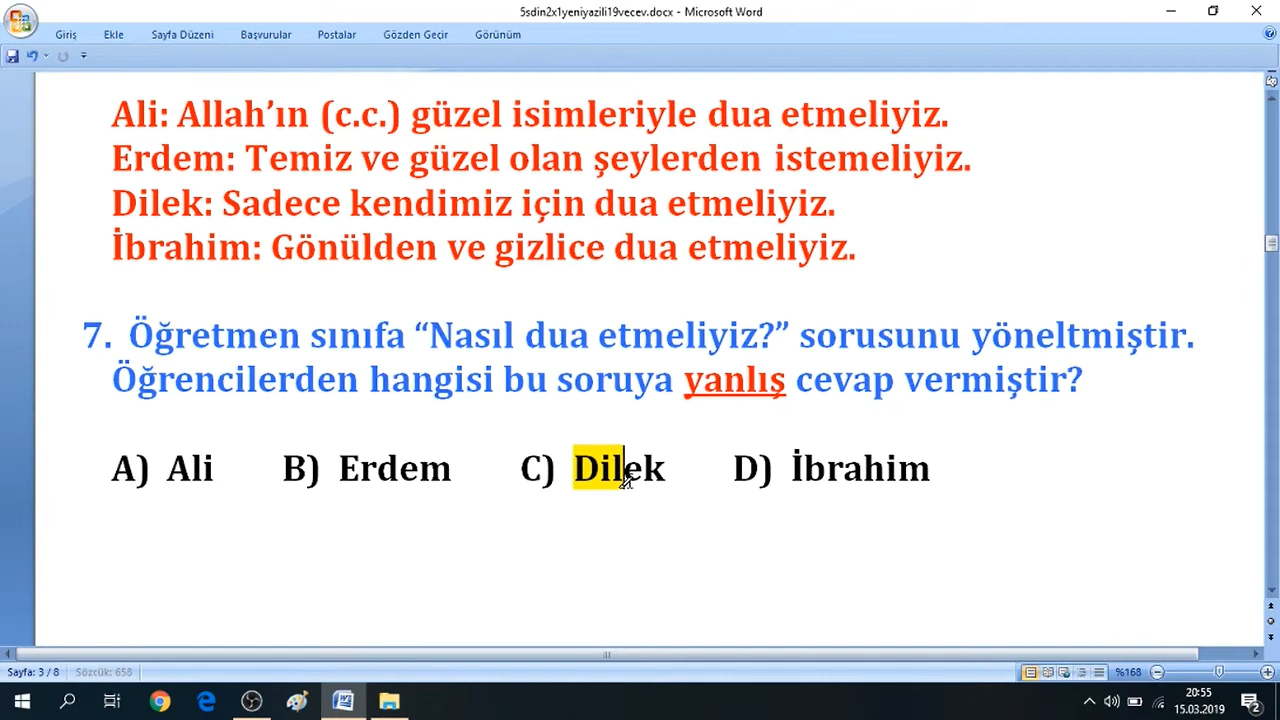 5sdin2x1yeniyazili19vecev.docx - Microsoft Word
Giriş Ekle Sayfa Düzeni Başvurular Postalar Gözden Geçir Görünüm
Ali: Allah’ın (c.c.) güzel isimleriyle dua etmeliyiz.
Erdem: Temiz ve güzel olan şeylerden istemeliyiz.
Dilek: Sadece kendimiz için dua etmeliyiz.
İbrahim: Gönülden ve gizlice dua etmeliyiz.
7. Öğretmen sınıfa “Nasıl dua etmeliyiz?” sorusunu yöneltmiştir.
Öğrencilerden hangisi bu soruya yanlış cevap vermiştir?
A) Ali B) Erdem C) Dilek D) İbrahim
Sayfa: 3 / 8 Sözcük: 658 %168
20:55
15.03.2019 2